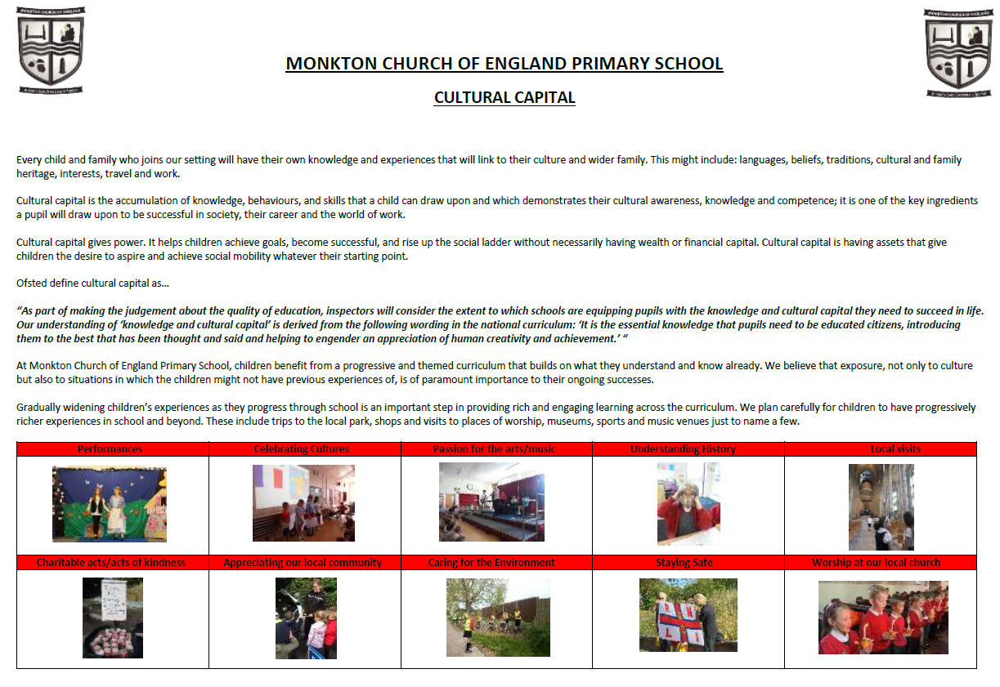 MONKTON CHURCH OF ENGLAND
MONKTON CHURCH OF ENGLAND
MONKTON CHURCH OF ENGLAND PRIMARY SCHOOL
CULTURAL CAPITAL
Every child and family who joins our setting will have their own knowledge and experiences that will link to their culture and wider family. This might include: languages, beliefs, traditions, cultural and family
heritage, interests, travel and work.
Cultural capital is the accumulation of knowledge, behaviours, and skills that a child can draw upon and which demonstrates their cultural awareness, knowledge and competence; it is one of the key ingredients
a pupil will draw upon to be successful in society, their career and the world of work.
Cultural capital gives power. It helps children achieve goals, become successful, and rise up the social ladder without necessarily having wealth or financial capital. Cultural capital is having assets that give
children the desire to aspire and achieve social mobility whatever their starting point.
Ofsted define cultural capital as…
“As part of making the judgement about the quality of education, inspectors will consider the extent to which schools are equipping pupils with the knowledge and cultural capital they need to succeed in life.
Our understanding of ‘knowledge and cultural capital’ is derived from the following wording in the national curriculum: ‘It is the essential knowledge that pupils need to be educated citizens, introducing
them to the best that has been thought and said and helping to engender an appreciation of human creativity and achievement.’ “
At Monkton Church of England Primary School, children benefit from a progressive and themed curriculum that builds on what they understand and know already. We believe that exposure, not only to culture
but also to situations in which the children might not have previous experiences of, is of paramount importance to their ongoing successes.
Gradually widening children’s experiences as they progress through school is an important step in providing rich and engaging learning across the curriculum. We plan carefully for children to have progressively
richer experiences in school and beyond. These include trips to the local park, shops and visits to places of worship, museums, sports and music venues just to name a few.
Performances
Celebrating Cultures
Passion for the arts/music
Understanding History
Local visits
Charitable acts/acts of kindness
Appreciating our local community
Caring for the Environment
Staying Safe
Worship at our local church
R N
L I